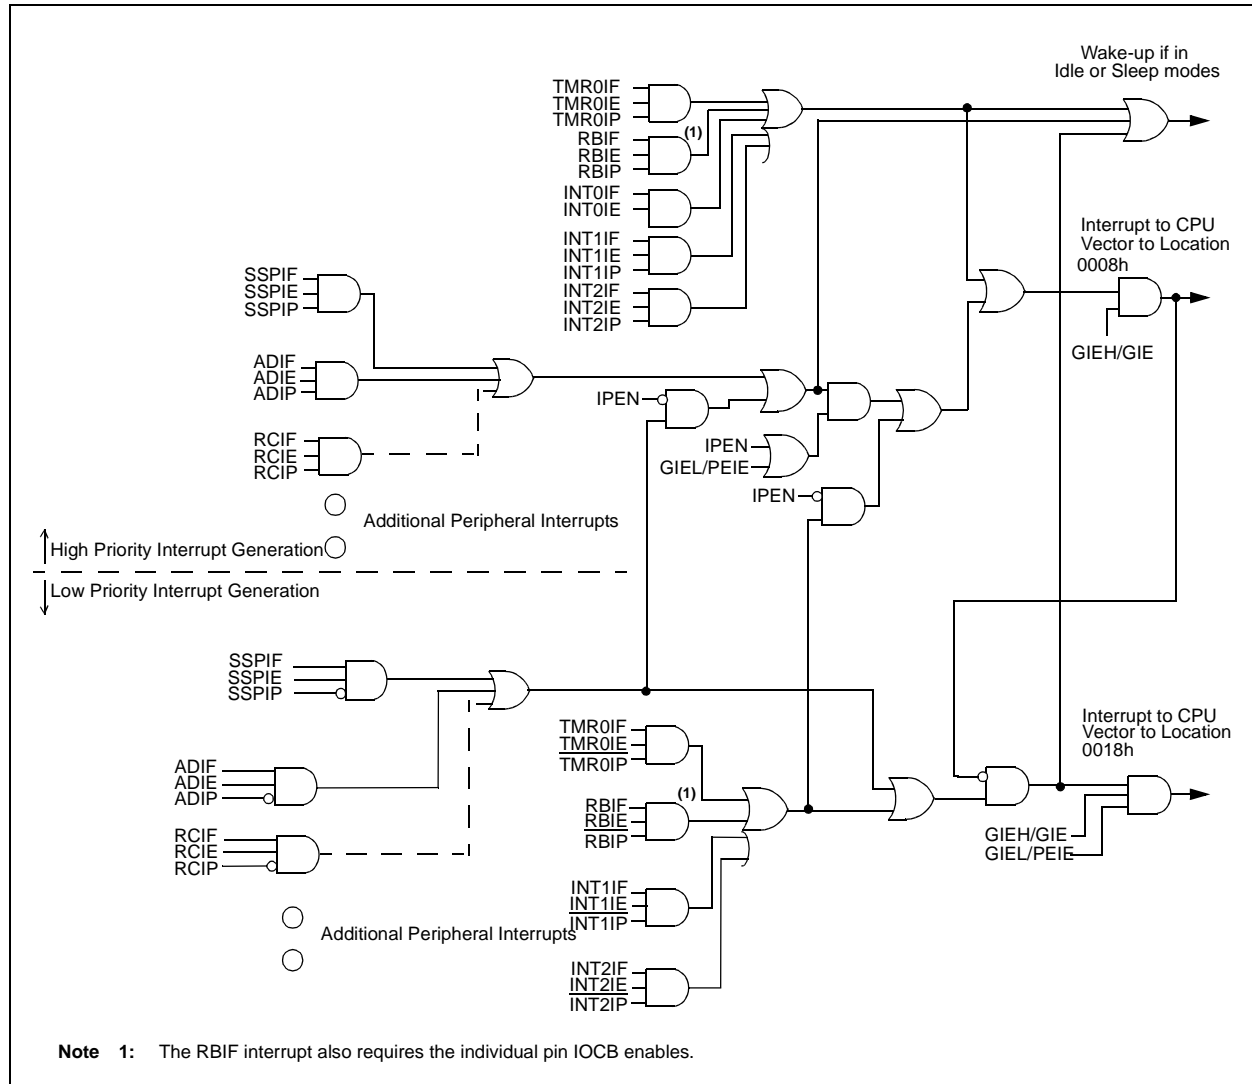 Wake-up if in
Idle or Sleep modes
TMR0IF
TMR0IE
TMR0IP
(1)
RBIF
RBIE
RBIP
INT0IF
INT0IE
INT1IF
INT1IE
INT1IP
INT2IF
INT2IE
INT2IP
Interrupt to CPU
Vector to Location
0008h
GIEH/GIE
SSPIF
SSPIE
SSPIP
ADIF
ADIE
ADIP
RCIF
RCIE
RCIP
IPEN
IPEN
GIEL/PEIE
IPEN
Additional Peripheral Interrupts
High Priority Interrupt Generation
Low Priority Interrupt Generation
SSPIF
SSPIE
SSPIP
ADIF
ADIE
ADIP
RCIF
RCIE
RCIP
Additional Peripheral Interrupts
TMR0IF
TMR0IE
TMR0IP
(1)
RBIF
RBIE
RBIP
INT1IF
INT1IE
INT1IP
INT2IF
INT2IE
INT2IP
Interrupt to CPU
Vector to Location
0018h
GIEH/GIE
GIEL/PEIE
Note 1: The RBIF interrupt also requires the individual pin IOCB enables.